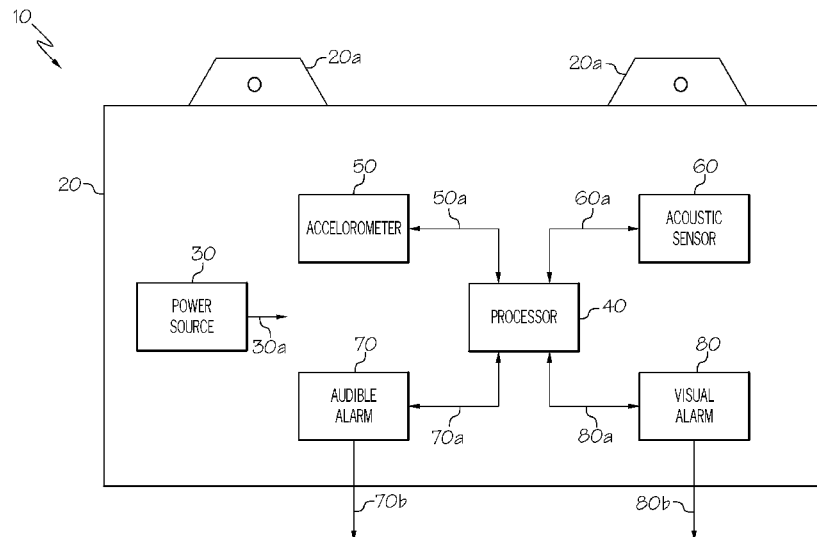 10
20a
20a
20
50
50a
60a
60
ACCELOROMETER
ACOUSTIC
SENSOR
30
POWER
SOURCE
30a
PROCESSOR
40
70
AUDIBLE
ALARM
70a
80a
80
VISUAL
ALARM
70b
80b